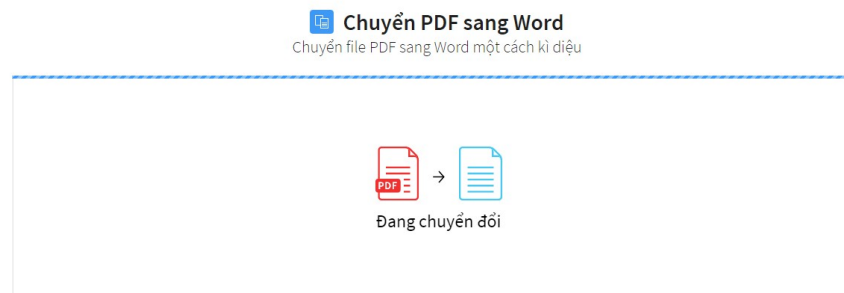 Chuyển PDF sang Word
Chuyển file PDF sang Word một cách kì diệu
PDF
→
Đang chuyển đổi